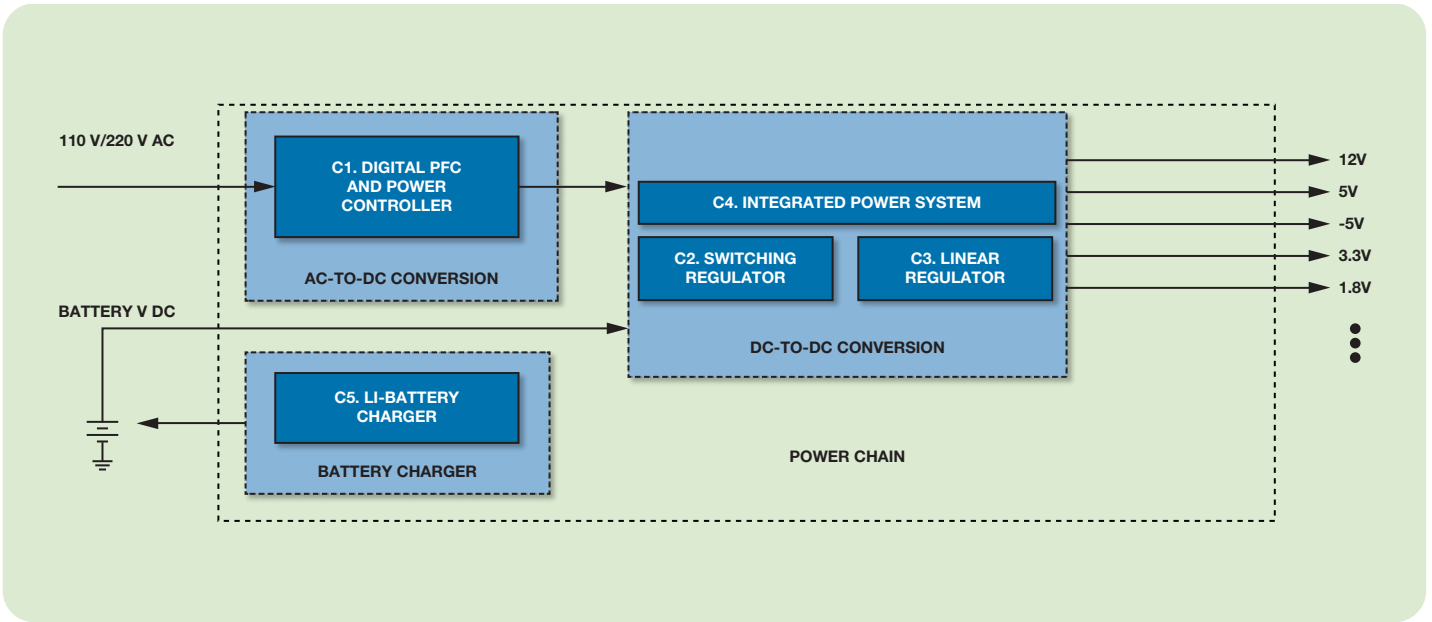 110 V/220 V AC
C1. DIGITAL PFC
AND POWER
CONTROLLER
AC-TO-DC CONVERSION
BATTERY V DC
C5. LI-BATTERY
CHARGER
BATTERY CHARGER
C4. INTEGRATED POWER SYSTEM
C2. SWITCHING
REGULATOR
C3. LINEAR
REGULATOR
DC-TO-DC CONVERSION
POWER CHAIN
12V
5V
-5V
3.3V
1.8V